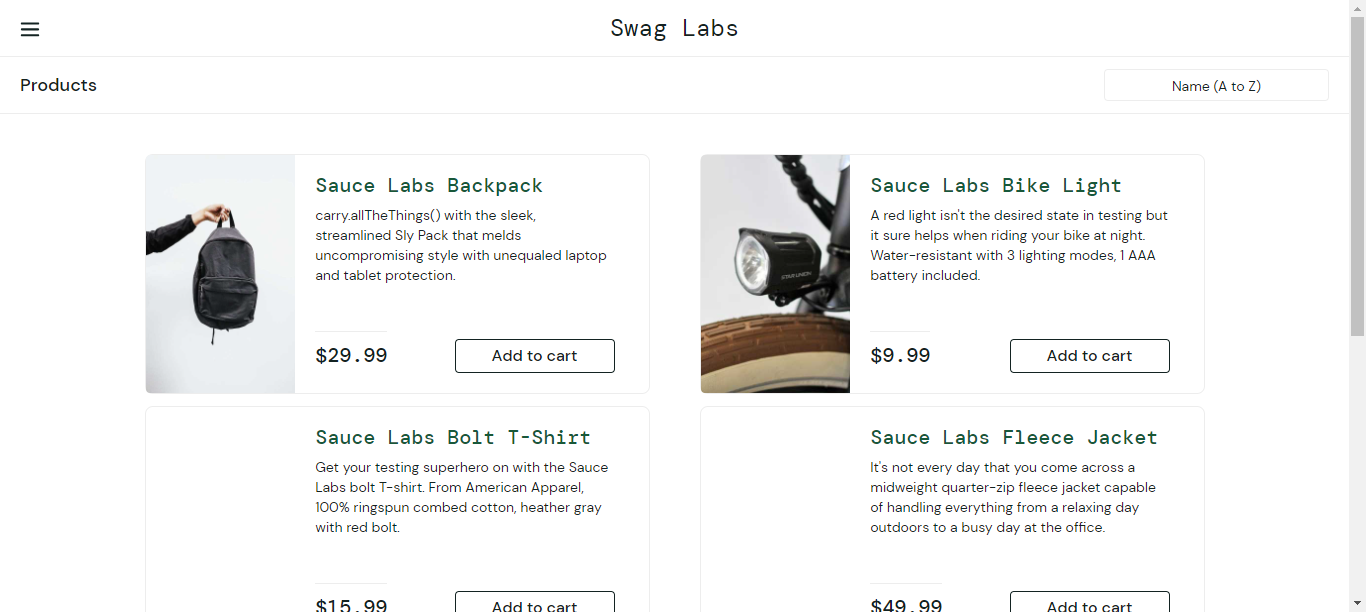 Swag Labs
Products
Name (A to Z)
Sauce Labs Backpack
carry.allTheThings() with the sleek,
streamlined Sly Pack that melds
uncompromising style with unequaled laptop
and tablet protection.
$29.99
Add to cart
Sauce Labs Bike Light
A red light isn't the desired state in testing but
it sure helps when riding your bike at night.
Water-resistant with 3 lighting modes, 1 AAA
battery included.
STAR UNION
$9.99
Add to cart
Sauce Labs Bolt T-Shirt
Get your testing superhero on with the Sauce
Labs bolt T-shirt. From American Apparel,
100% ringspun combed cotton, heather gray
with red bolt.
$15.99
Add to cart
Sauce Labs Fleece Jacket
It's not every day that you come across a
midweight quarter-zip fleece jacket capable
of handling everything from a relaxing day
outdoors to a busy day at the office.
$49.99
Add to cart